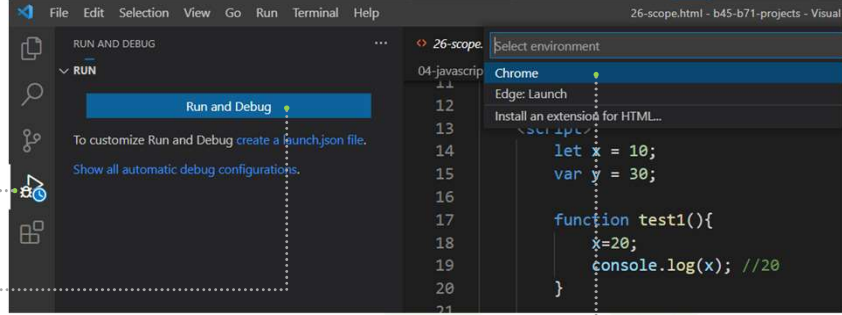 File Edit Selection View Go Run Terminal Help
26-scope.html - b45-b71-projects - Visual
RUN AND DEBUG ...
RUN
Run and Debug
To customize Run and Debug create a launch.json file.
Show all automatic debug configurations.
<> 26-scope.
04-javascrip
Select environment
Chrome
Edge: Launch
Install an extension for HTML...
11
12
13 <script>
14 let x = 10;
15 var y = 30;
16
17 function test1(){
18 x=20;
19 console.log(x); //20
20 }
21